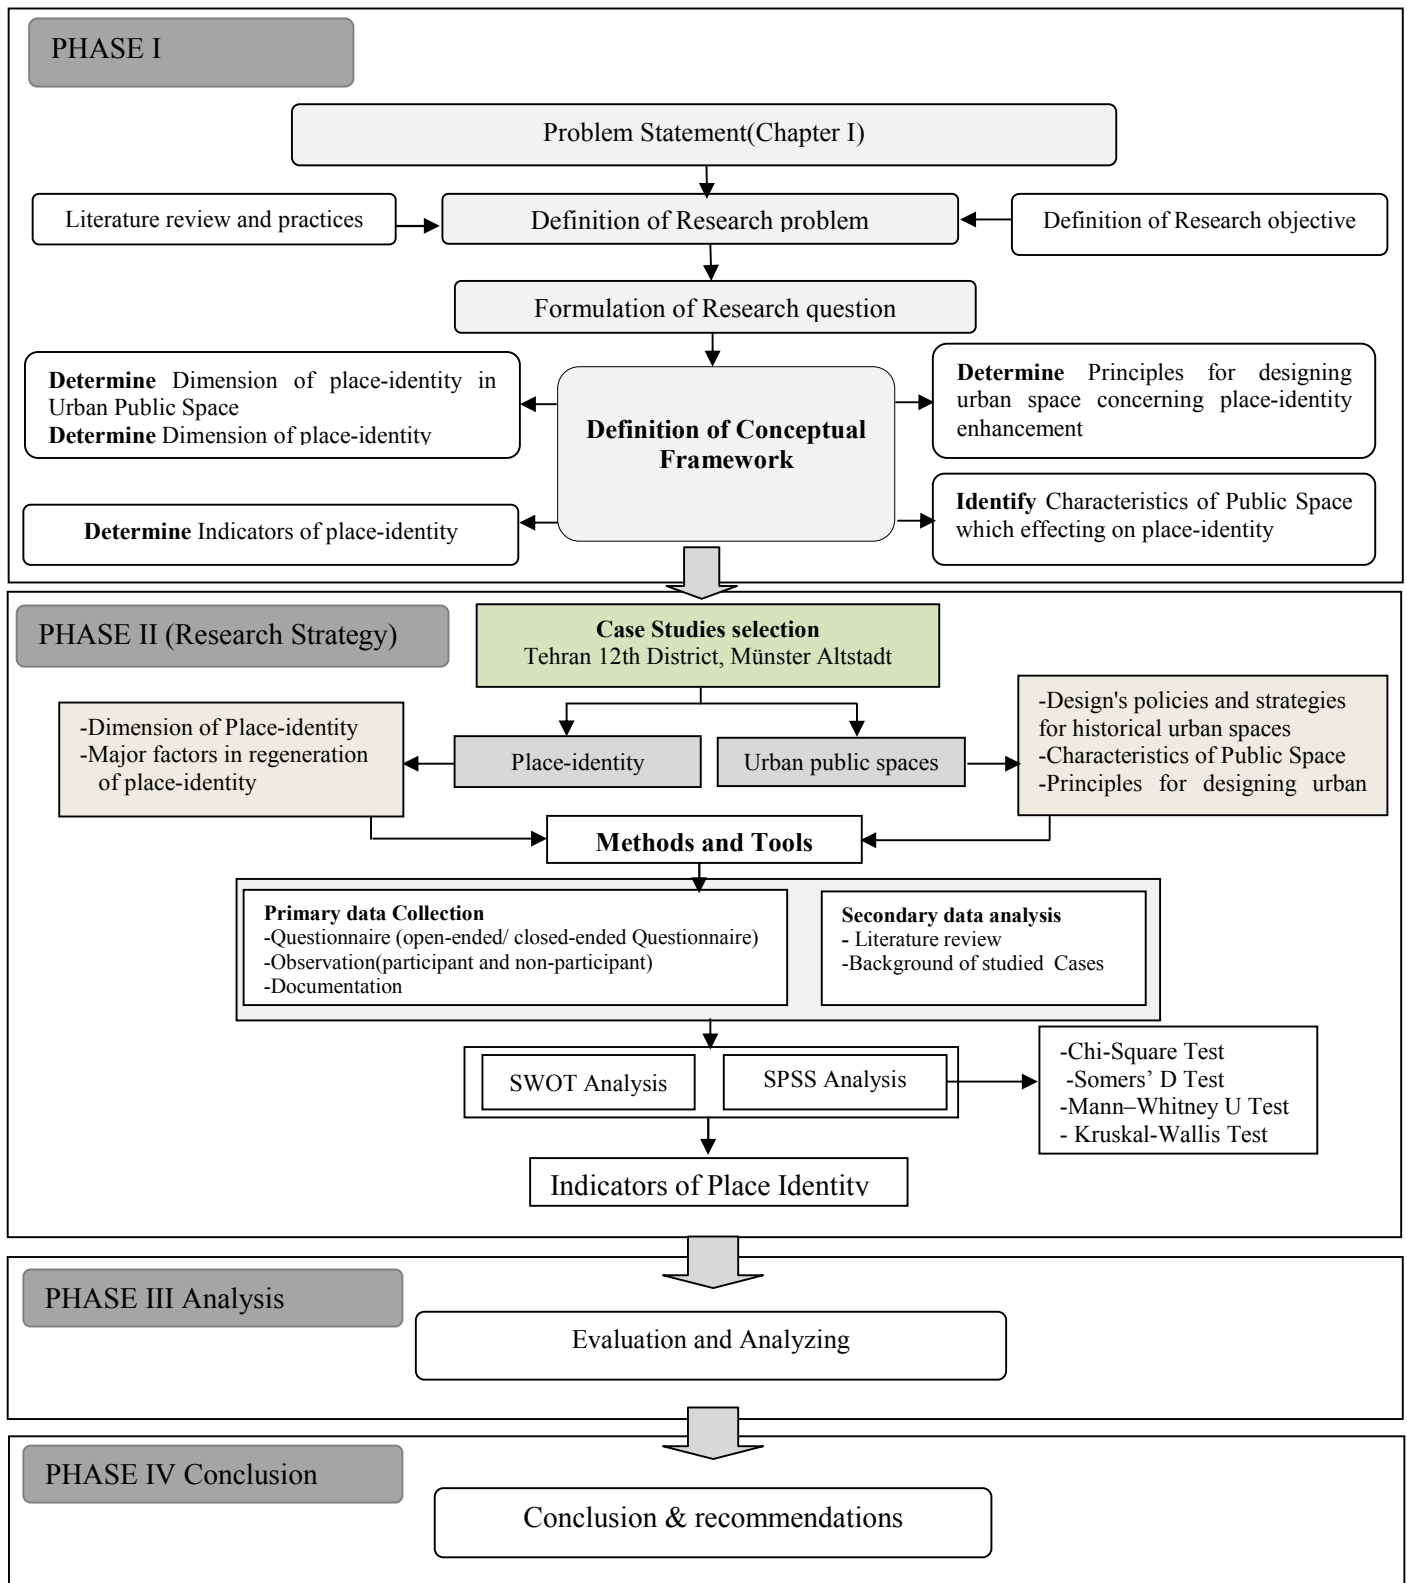 PHASE I
Problem Statement(Chapter I)
Literature review and practices
Definition of Research problem
Definition of Research objective
Formulation of Research question
Determine Dimension of place-identity in
Urban Public Space
Determine Dimension of place-identity
Definition of Conceptual
Framework
Determine Principles for designing
urban space concerning place-identity
enhancement
Determine Indicators of place-identity
Identify Characteristics of Public Space
which effecting on place-identity
PHASE II (Research Strategy)
Case Studies selection
Tehran 12th District, Münster Altstadt
-Dimension of Place-identity
-Major factors in regeneration
of place-identity
Place-identity
Urban public spaces
-Design's policies and strategies
for historical urban spaces
-Characteristics of Public Space
-Principles for designing urban
Methods and Tools
Primary data Collection
-Questionnaire (open-ended/ closed-ended Questionnaire)
-Observation(participant and non-participant)
-Documentation
Secondary data analysis
- Literature review
-Background of studied Cases
SWOT Analysis
SPSS Analysis
-Chi-Square Test
-Somers’ D Test
-Mann–Whitney U Test
- Kruskal-Wallis Test
Indicators of Place Identity
PHASE III Analysis
Evaluation and Analyzing
PHASE IV Conclusion
Conclusion & recommendations